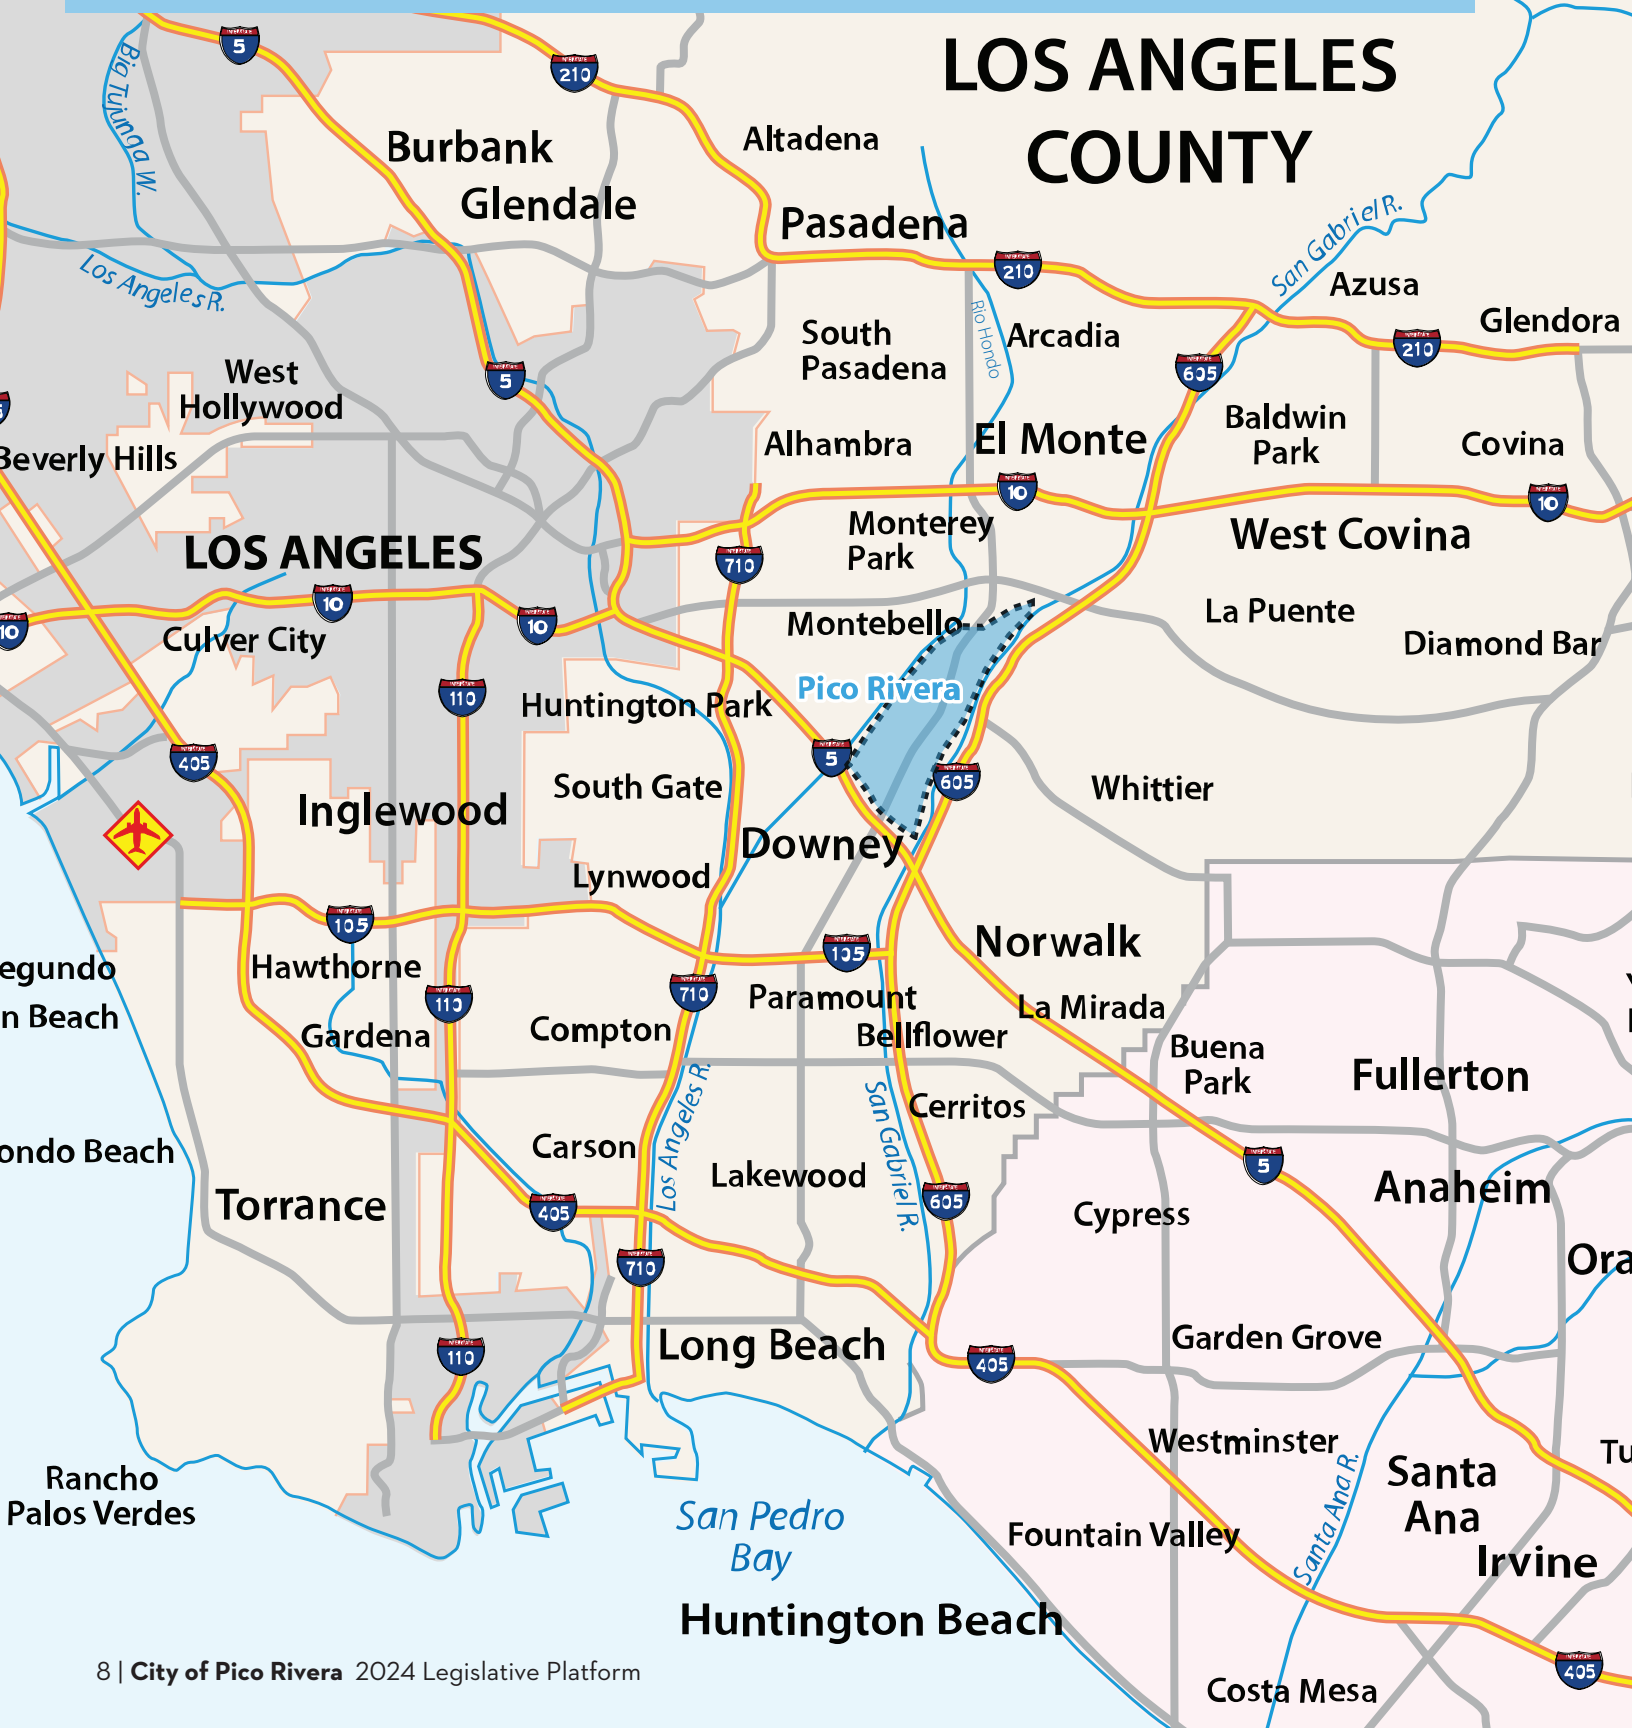 LOS ANGELES
COUNTY
5
210
Big Tujunga W.
Burbank
Altadena
Glendale
Pasadena
San Gabriel R.
210
Los Angeles R.
Azusa
Rio Hondo
Glendora
South
Pasadena
Arcadia
210
605
West
Hollywood
5
Baldwin
Park
Beverly Hills
Alhambra
El Monte
Covina
10
10
Monterey
Park
West Covina
LOS ANGELES
710
10
10
10
Culver City
Montebello
La Puente
Diamond Bar
110
Huntington Park
Pico Rivera
405
5
605
South Gate
Whittier
Inglewood
Downey
Lynwood
105
105
Norwalk
egundo
Hawthorne
710
110
Paramount
La Mirada
n Beach
Gardena
Compton
Bellflower
Buena
Park
Fullerton
Los Angeles R.
San Gabriel R.
Cerritos
ondo Beach
Carson
Lakewood
5
Anaheim
Torrance
405
605
Cypress
710
Ora
110
Long Beach
405
Garden Grove
Westminster
Tu
Rancho
Palos Verdes
Santa
Ana
Santa Ana R.
San Pedro
Bay
Fountain Valley
Irvine
Huntington Beach
405
Costa Mesa
8 | City of Pico Rivera 2024 Legislative Platform